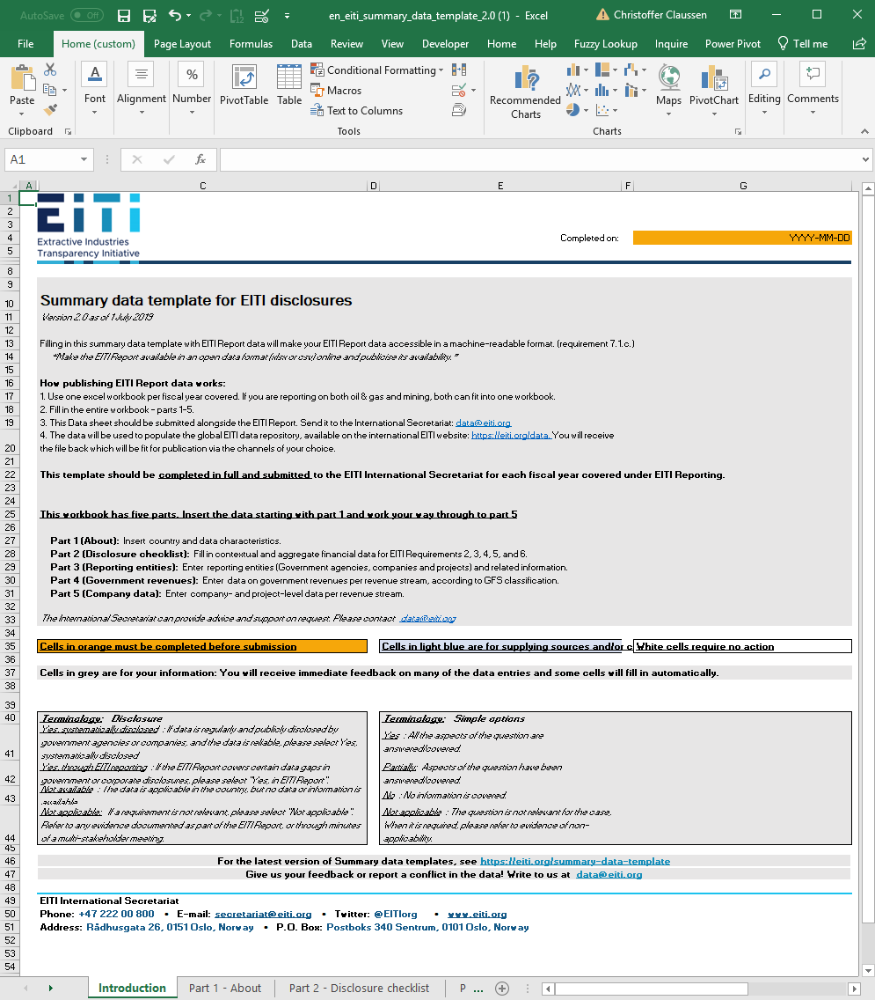 AutoSave Off en_eiti_summary_data_template_2.0 (1) - Excel Christoffer Claussen
File Home (custom) Page Layout Formulas Data Review View Developer Home Help Fuzzy Lookup Inquire Power Pivot Tell me
Paste Font Alignment Number PivotTable Table Conditional Formatting Macros Text to Columns Recommended Charts Maps PivotChart Editing Comments
Clipboard Tools Charts
A1 fx
A C D E F G
1
2
3
4 Completed on: YYYY-MM-DD
5
EITI
Extractive Industries
Transparency Initiative
8
9
10 Summary data template for EITI disclosures
11 Version 2.0 as of 1 July 2019
12
13 Filling in this summary data template with EITI Report data will make your EITI Report data accessible in a machine-readable format. (requirement 7.1.c.)
14 "Make the EITI Report available in an open data format (xlsx or csv) online and publicise its availability."
15
16 How publishing EITI Report data works:
17 1. Use one excel workbook per fiscal year covered. If you are reporting on both oil & gas and mining, both can fit into one workbook.
18 2. Fill in the entire workbook - parts 1-5.
19 3. This Data sheet should be submitted alongside the EITI Report. Send it to the International Secretariat: data@eiti.org
4. The data will be used to populate the global EITI data repository, available on the international EITI website: https://eiti.org/data. You will receive
20 the file back which will be fit for publication via the channels of your choice.
21
22 This template should be completed in full and submitted to the EITI International Secretariat for each fiscal year covered under EITI Reporting.
23
24
25 This workbook has five parts. Insert the data starting with part 1 and work your way through to part 5
26
27 Part 1 (About): Insert country and data characteristics.
28 Part 2 (Disclosure checklist): Fill in contextual and aggregate financial data for EITI Requirements 2, 3, 4, 5, and 6.
29 Part 3 (Reporting entities): Enter reporting entities (Government agencies, companies and projects) and related information.
30 Part 4 (Government revenues): Enter data on government revenues per revenue stream, according to GFS classification.
31 Part 5 (Company data): Enter company- and project-level data per revenue stream.
32
33 The International Secretariat can provide advice and support on request. Please contact data@eiti.org
34
35 Cells in orange must be completed before submission Cells in light blue are for supplying sources and/or c White cells require no action
36
37 Cells in grey are for your information: You will receive immediate feedback on many of the data entries and some cells will fill in automatically.
38
39
40 Terminology: Disclosure
Yes, systematically disclosed : If data is regularly and publicly disclosed by
government agencies or companies, and the data is reliable, please select Yes,
41 systematically disclosed
Yes, through EITI reporting : If the EITI Report covers certain data gaps in
42 government or corporate disclosures, please select "Yes, in EITI Report".
Not available : The data is applicable in the country, but no data or information is
43 available
Not applicable: If a requirement is not relevant, please select "Not applicable".
Refer to any evidence documented as part of the EITI Report, or through minutes
44 of a multi-stakeholder meeting.
Terminology: Simple options
Yes : All the aspects of the question are
answered/covered.
Partially: Aspects of the question have been
answered/covered.
No : No information is covered.
Not applicable : The question is not relevant for the case.
When it is required, please refer to evidence of non-
applicability.
45
46 For the latest version of Summary data templates, see https://eiti.org/summary-data-template
47 Give us your feedback or report a conflict in the data! Write to us at data@eiti.org
48
49 EITI International Secretariat
50 Phone: +47 222 00 800 • E-mail: secretariat@eiti.org • Twitter: @EITIorg • www.eiti.org
51 Address: Rådhusgata 26, 0151 Oslo, Norway • P.O. Box: Postboks 340 Sentrum, 0101 Oslo, Norway
52
53
54
Introduction Part 1 - About Part 2 - Disclosure checklist P ...